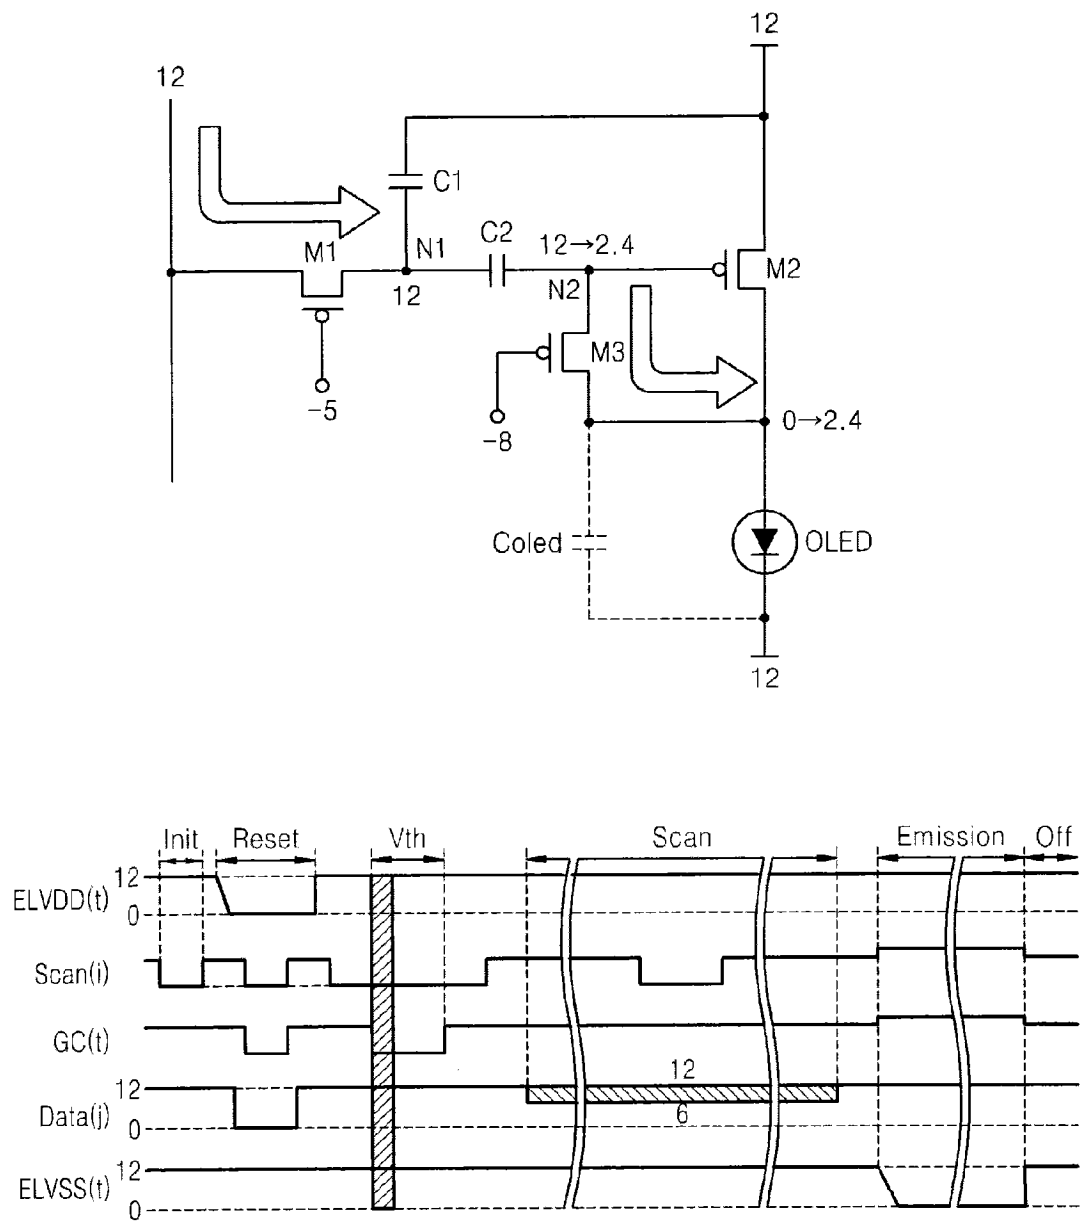 12
12
C1
M1
N1
C2
12→2.4
M2
12
N2
M3
-5
-8
0→2.4
Coled
OLED
12
Init
Reset
Vth
Scan
Emission
Off
ELVDD(t)
12
0
Scan(i)
GC(t)
Data(j)
12
0
12
6
ELVSS(t)
12
0